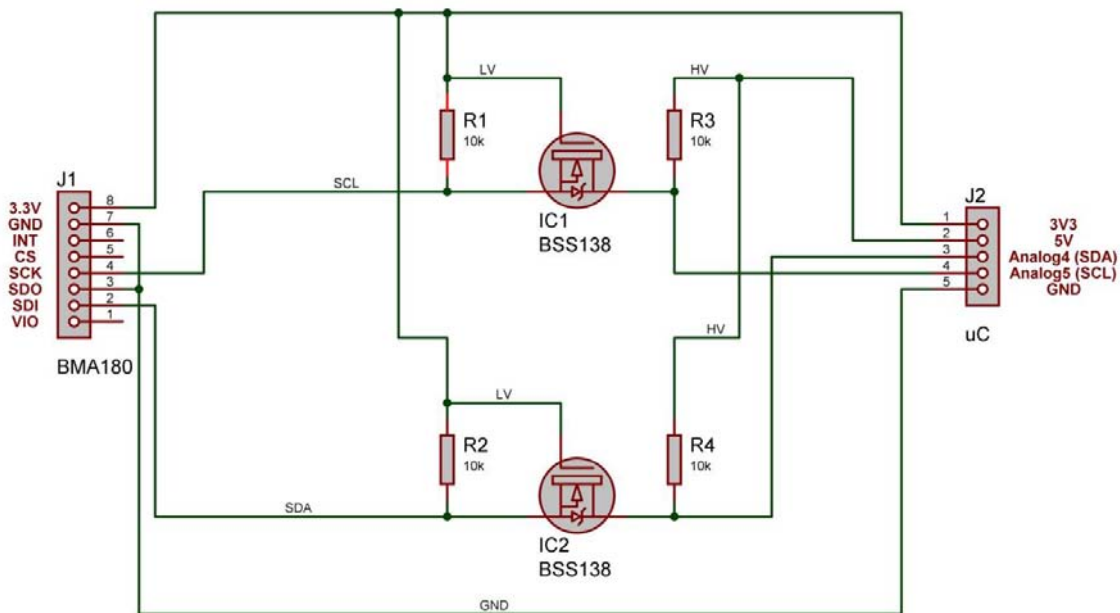 LV
HV
R1
10k
R3
10k
J1
SCL
J2
3.3V
8
GND
7
INT
6
CS
5
SCK
4
SDO
3
SDI
2
VIO
1
IC1
BSS138
1
3V3
2
5V
3
Analog4 (SDA)
4
Analog5 (SCL)
5
GND
BMA180
uC
HV
LV
R2
10k
R4
10k
SDA
IC2
BSS138
GND